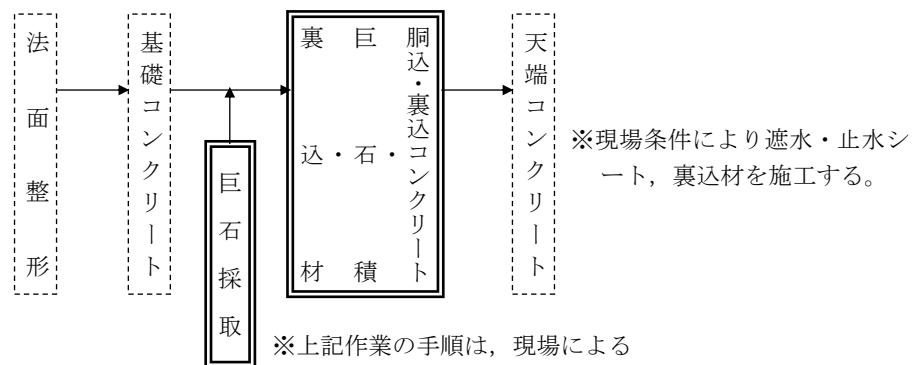 法面整形
基礎コンクリート
巨石採取
胴込・裏込コンクリート
巨石積・
裏込材・
天端コンクリート
※現場条件により遮水・止水シ
ート，裏込材を施工する。
※上記作業の手順は，現場による